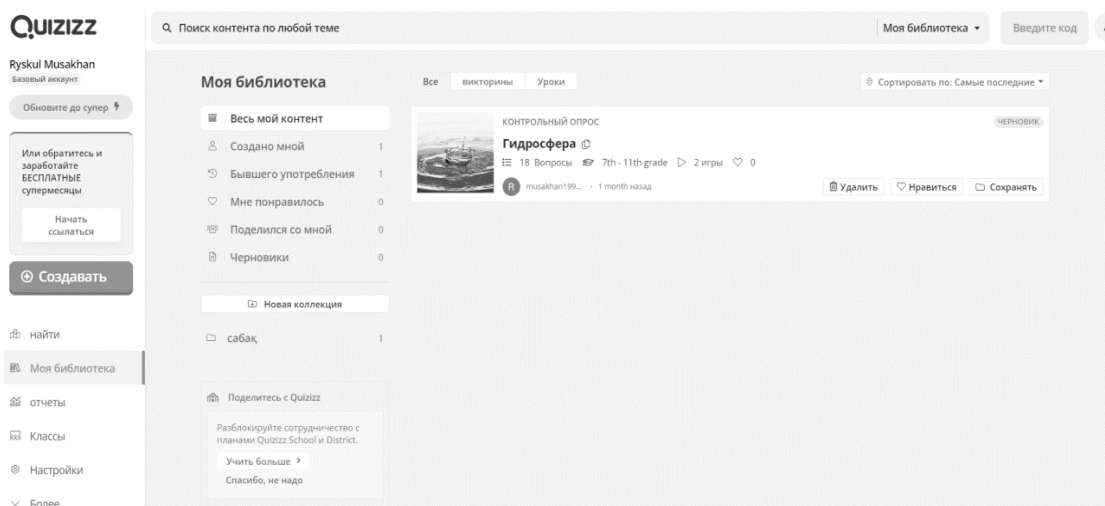 QUIZIZZ
Поиск контента по любой теме
Моя библиотека
Введите код
Ryskul Musakhan
Базовый аккаунт
Обновите до супер
Или обратитесь и
заработайте
БЕСПЛАТНЫЕ
супермесяцы
Начать
ссылаться
Создавать
найти
Моя библиотека
отчеты
Классы
Настройки
Более
Моя библиотека
Весь мой контент
Создано мной 1
Бывшего употребления 1
Мне понравилось 0
Поделился со мной 0
Черновики 0
Новая коллекция
сабақ 1
Поделитесь с Quizizz
Разблокируйте сотрудничество с
планами Quizizz School и District.
Учить больше
Спасибо, не надо
Все викторины Уроки
Сортировать по: Самые последние
КОНТРОЛЬНЫЙ ОПРОС
ЧЕРНОВИК
Гидросфера
18 Вопросы 7th - 11th grade 2 игры 0
R musakhan199... · 1 month назад
Удалить Нравиться Сохранять